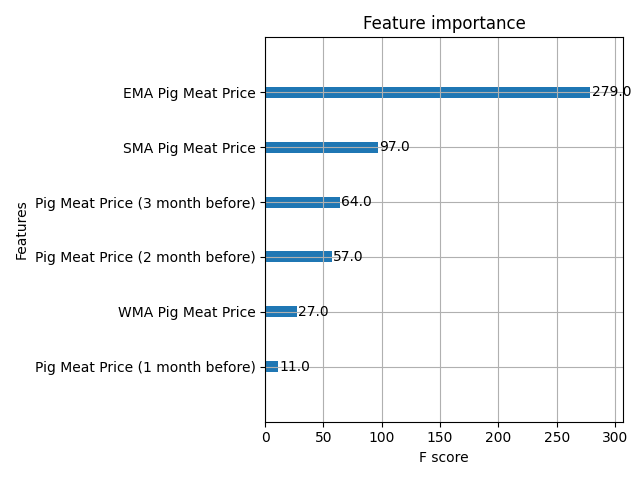 Feature importance
EMA Pig Meat Price
279.0
SMA Pig Meat Price
97.0
Pig Meat Price (3 month before)
64.0
Pig Meat Price (2 month before)
57.0
WMA Pig Meat Price
27.0
Pig Meat Price (1 month before)
11.0
Features
0 50 100 150 200 250 300
F score